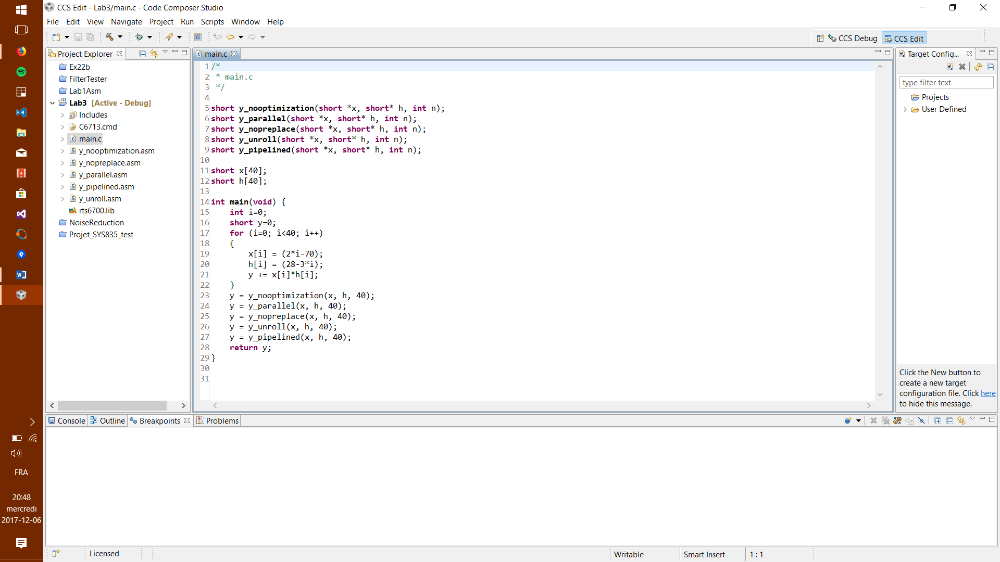 CCS Edit - Lab3/main.c - Code Composer Studio
File Edit View Navigate Project Run Scripts Window Help
CCS Debug CCS Edit
Project Explorer
Ex22b
FilterTester
Lab1Asm
Lab3 [Active - Debug]
Includes
C6713.cmd
main.c
y_nooptimization.asm
y_nopreplace.asm
y_parallel.asm
y_pipelined.asm
y_unroll.asm
rts6700.lib
NoiseReduction
Projet_SYS835_test
main.c
1 /*
2  * main.c
3  */
4
5 short y_nooptimization(short *x, short* h, int n);
6 short y_parallel(short *x, short* h, int n);
7 short y_nopreplace(short *x, short* h, int n);
8 short y_unroll(short *x, short* h, int n);
9 short y_pipelined(short *x, short* h, int n);
10
11 short x[40];
12 short h[40];
13
14 int main(void) {
15     int i=0;
16     short y=0;
17     for (i=0; i<40; i++)
18     {
19         x[i] = (2*i-70);
20         h[i] = (28-3*i);
21         y += x[i]*h[i];
22     }
23     y = y_nooptimization(x, h, 40);
24     y = y_parallel(x, h, 40);
25     y = y_nopreplace(x, h, 40);
26     y = y_unroll(x, h, 40);
27     y = y_pipelined(x, h, 40);
28     return y;
29 }
30
31
Target Config...
type filter text
Projects
User Defined
Click the New button to
create a new target
configuration file. Click here
to hide this message.
Console Outline Breakpoints Problems
FRA
20:48
mercredi
2017-12-06
Licensed
Writable
Smart Insert
1 : 1